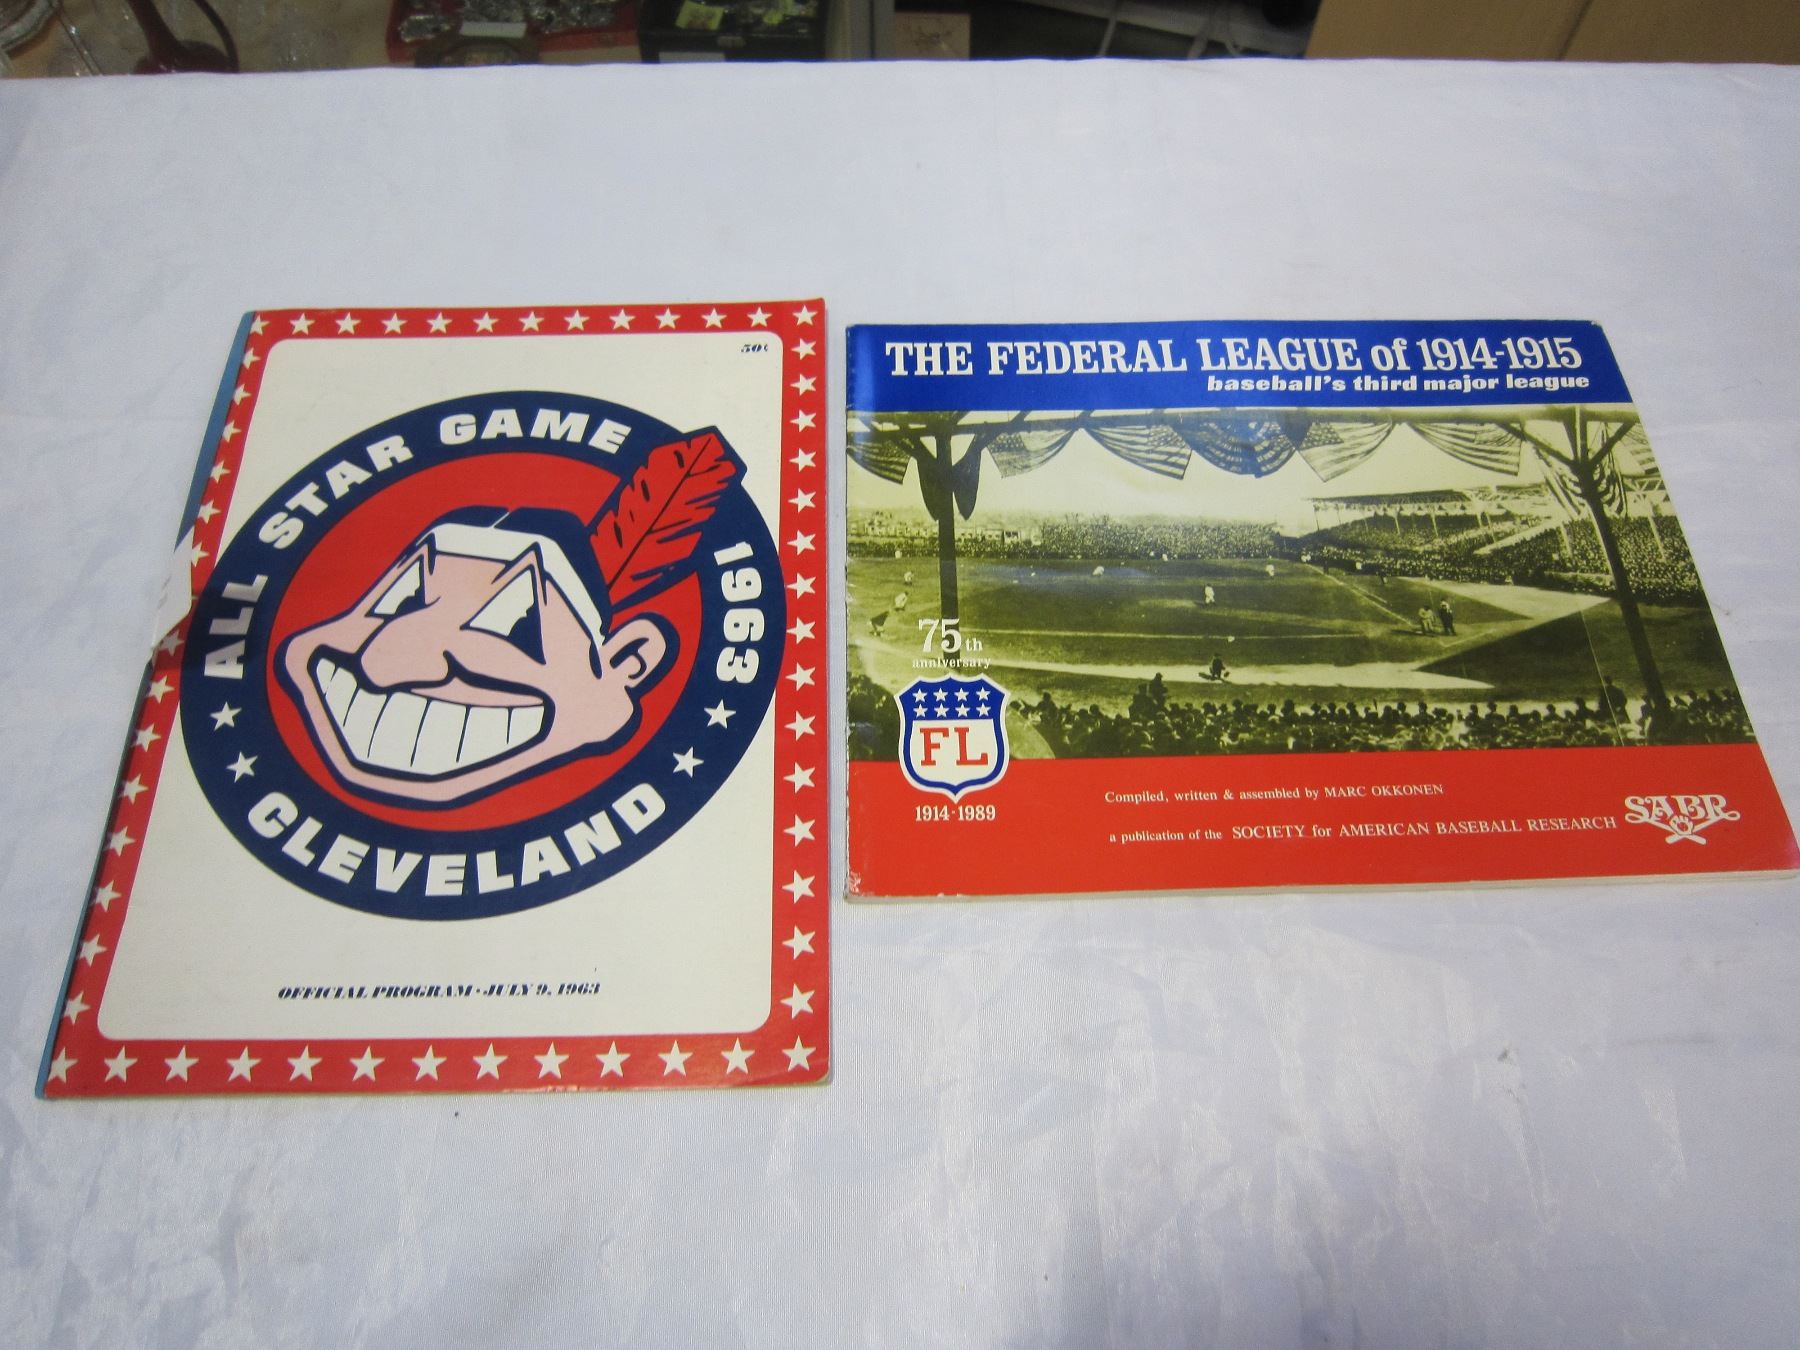 50¢
ALL STAR GAME 1963
CLEVELAND
OFFICIAL PROGRAM · JULY 9, 1963
THE FEDERAL LEAGUE of 1914-1915
baseball's third major league
75th
anniversary
FL
1914-1989
Compiled, written & assembled by MARC OKKONEN
a publication of the SOCIETY for AMERICAN BASEBALL RESEARCH
SABR